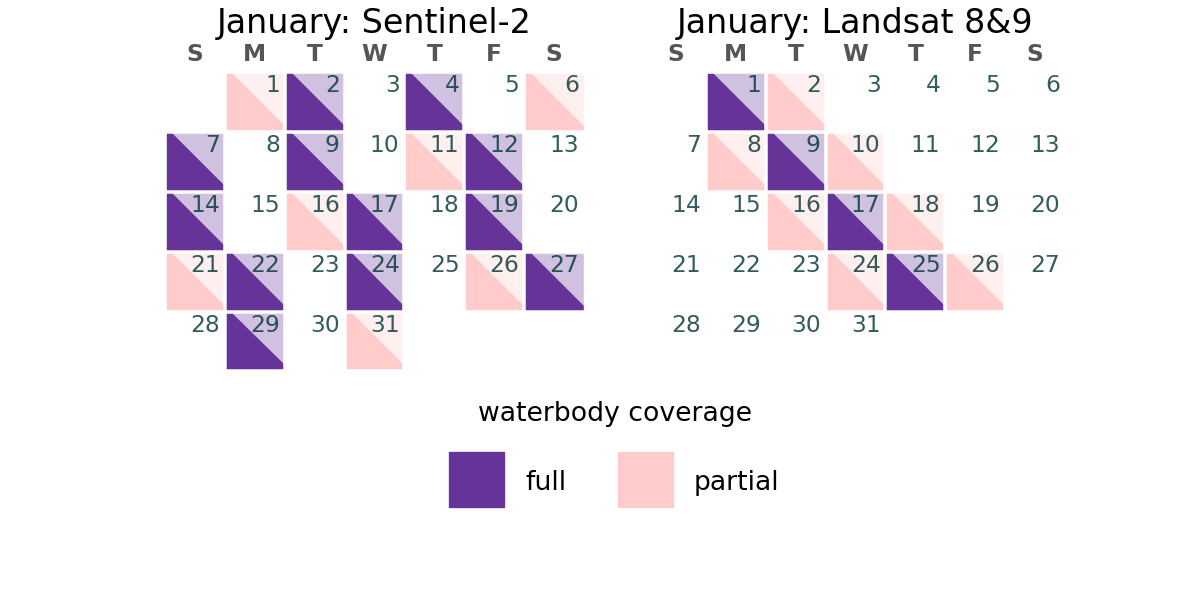 January: Sentinel-2
S M T W T F S
1 2 3 4 5 6
7 8 9 10 11 12 13
14 15 16 17 18 19 20
21 22 23 24 25 26 27
28 29 30 31
January: Landsat 8&9
S M T W T F S
1 2 3 4 5 6
7 8 9 10 11 12 13
14 15 16 17 18 19 20
21 22 23 24 25 26 27
28 29 30 31
waterbody coverage
full partial